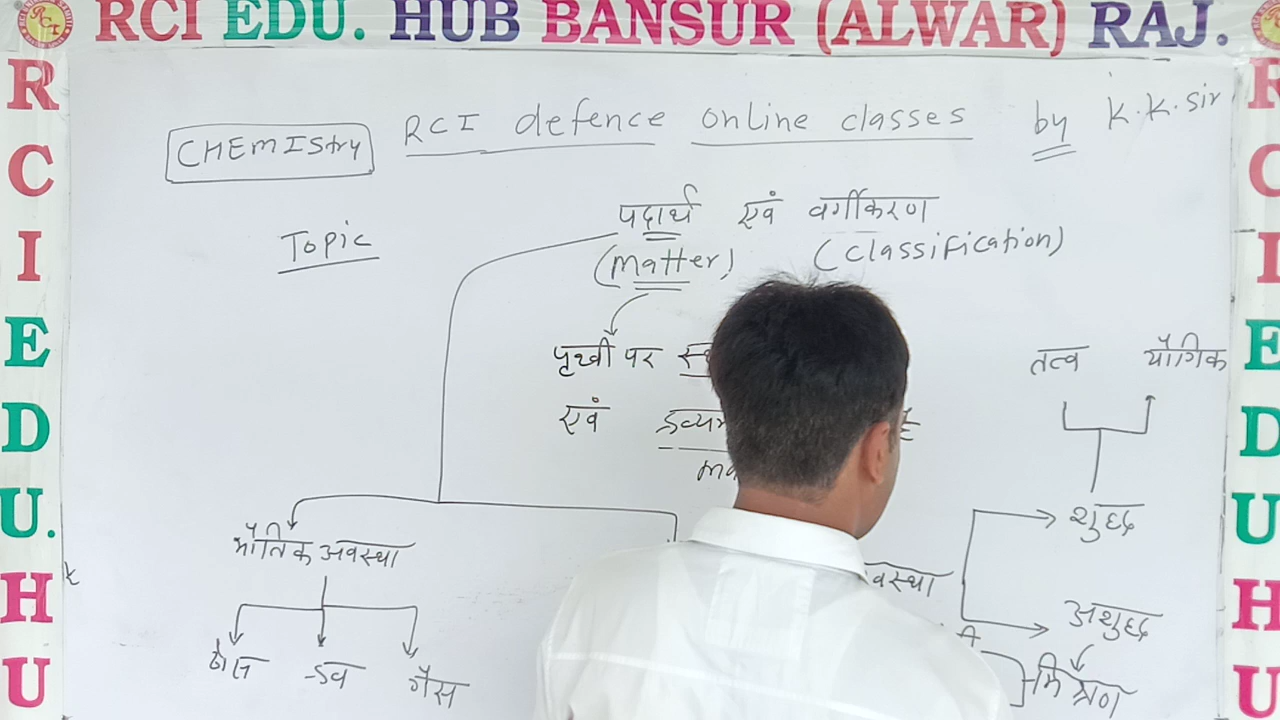 RCI EDU. HUB BANSUR (ALWAR) RAJ.
R C I E D U. H U
R C I E D U H U
CHEMIStry RCI defence online classes by K.K. Sir
Topic
पदार्थ एवं वर्गीकरण
(matter) (classification)
पृथ्वी पर
एवं
तत्व यौगिक
शुद्ध
भौतिक अवस्था
वस्था
अशुद्ध
ठोस द्रव गैस
मिश्रण